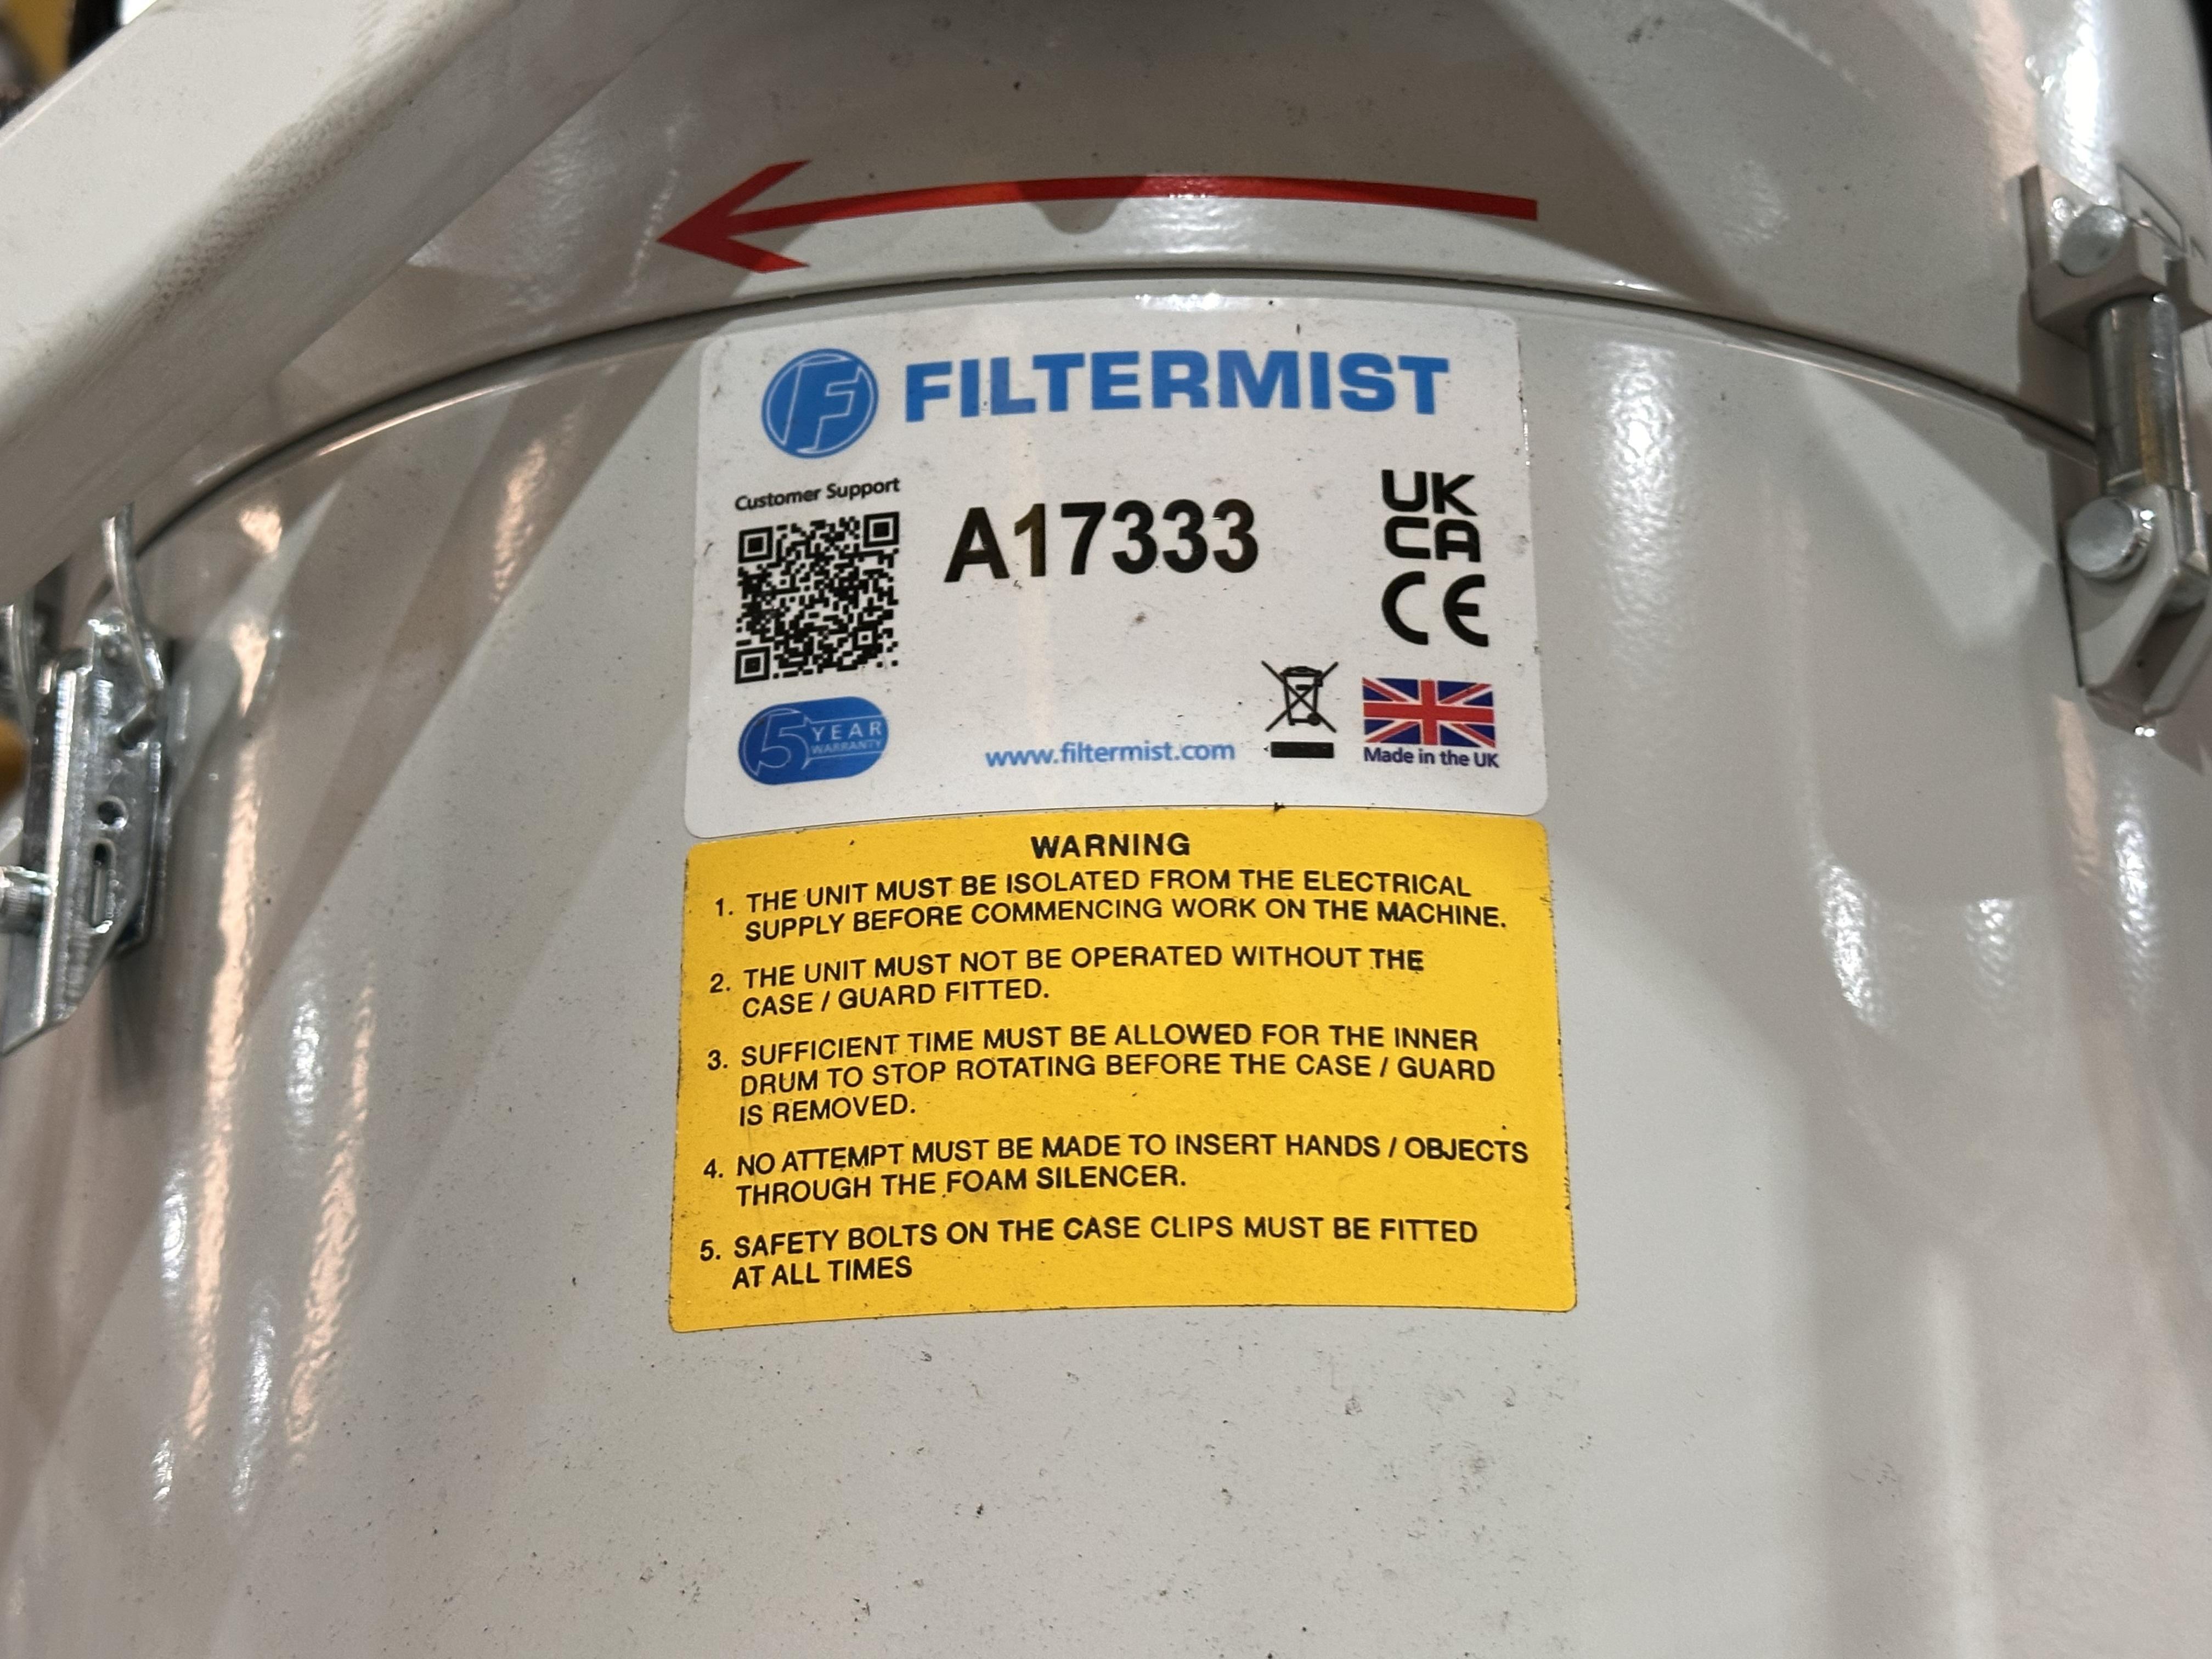 FILTERMIST
Customer Support
A17333
UK
CA
CE
5 YEAR
WARRANTY
www.filtermist.com
Made in the UK
WARNING
1. THE UNIT MUST BE ISOLATED FROM THE ELECTRICAL
SUPPLY BEFORE COMMENCING WORK ON THE MACHINE.
2. THE UNIT MUST NOT BE OPERATED WITHOUT THE
CASE / GUARD FITTED.
3. SUFFICIENT TIME MUST BE ALLOWED FOR THE INNER
DRUM TO STOP ROTATING BEFORE THE CASE / GUARD
IS REMOVED.
4. NO ATTEMPT MUST BE MADE TO INSERT HANDS / OBJECTS
THROUGH THE FOAM SILENCER.
5. SAFETY BOLTS ON THE CASE CLIPS MUST BE FITTED
AT ALL TIMES